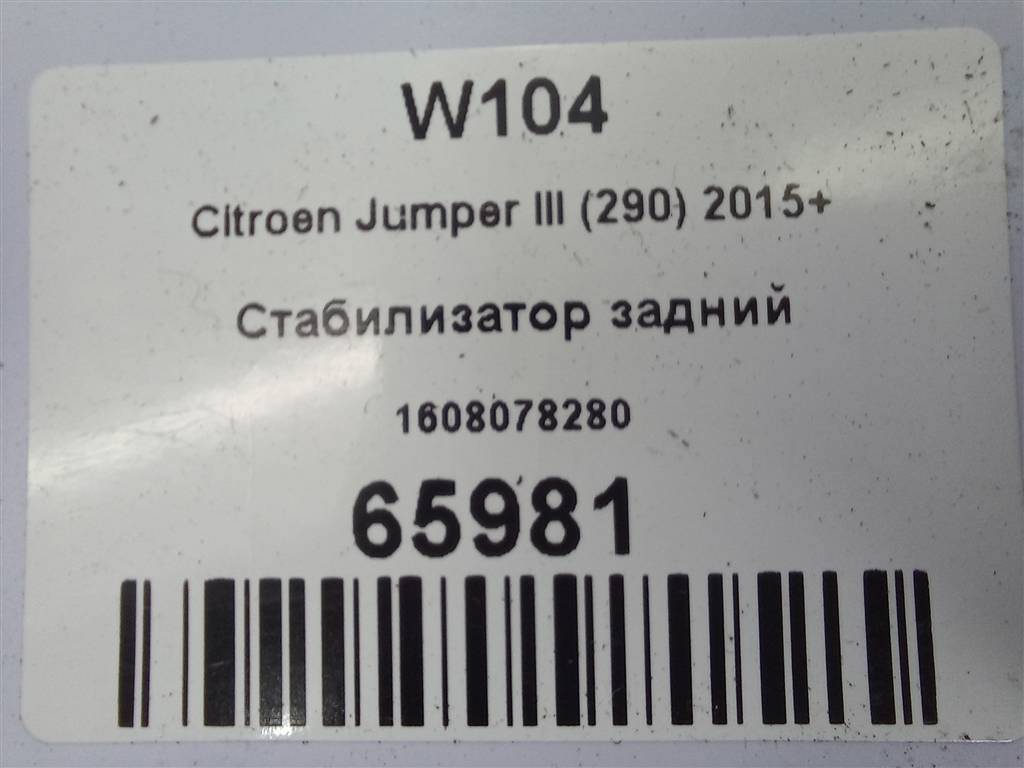 W104
Citroen Jumper III (290) 2015+
Стабилизатор задний
1608078280
65981